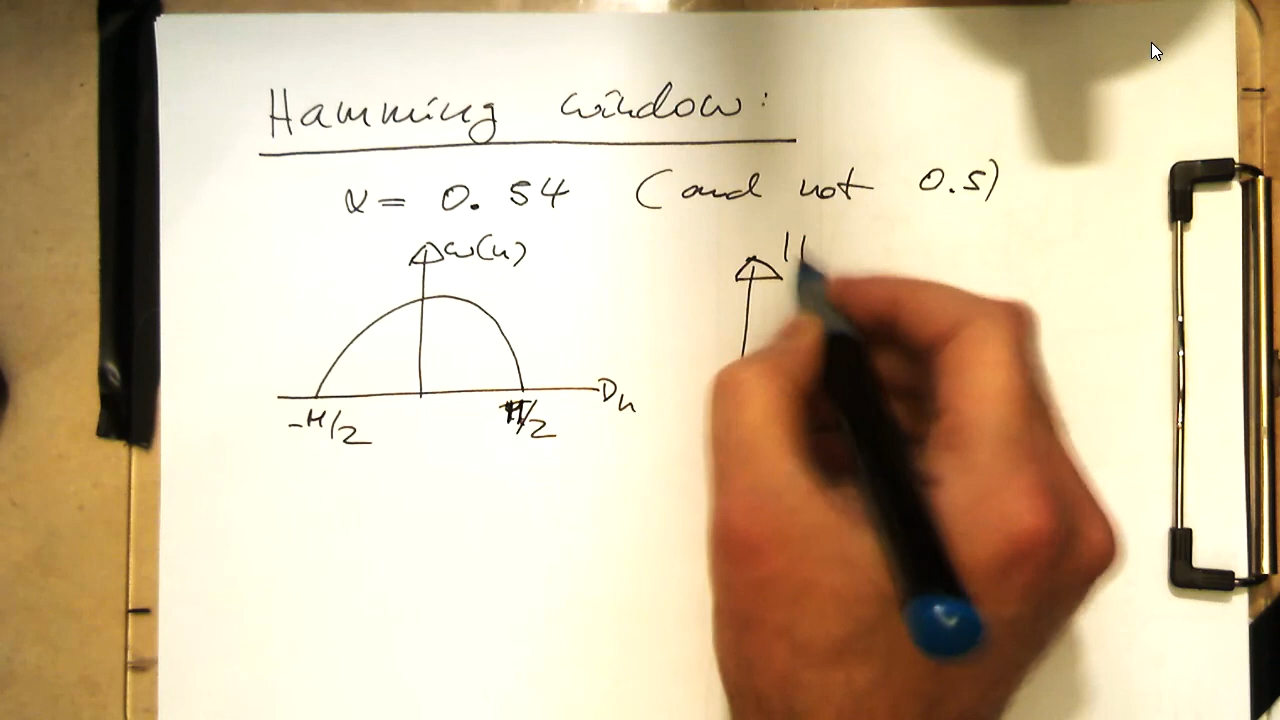 Hamming window:
α = 0.54 (and not 0.5)
w(n)
n
-M/2
M/2